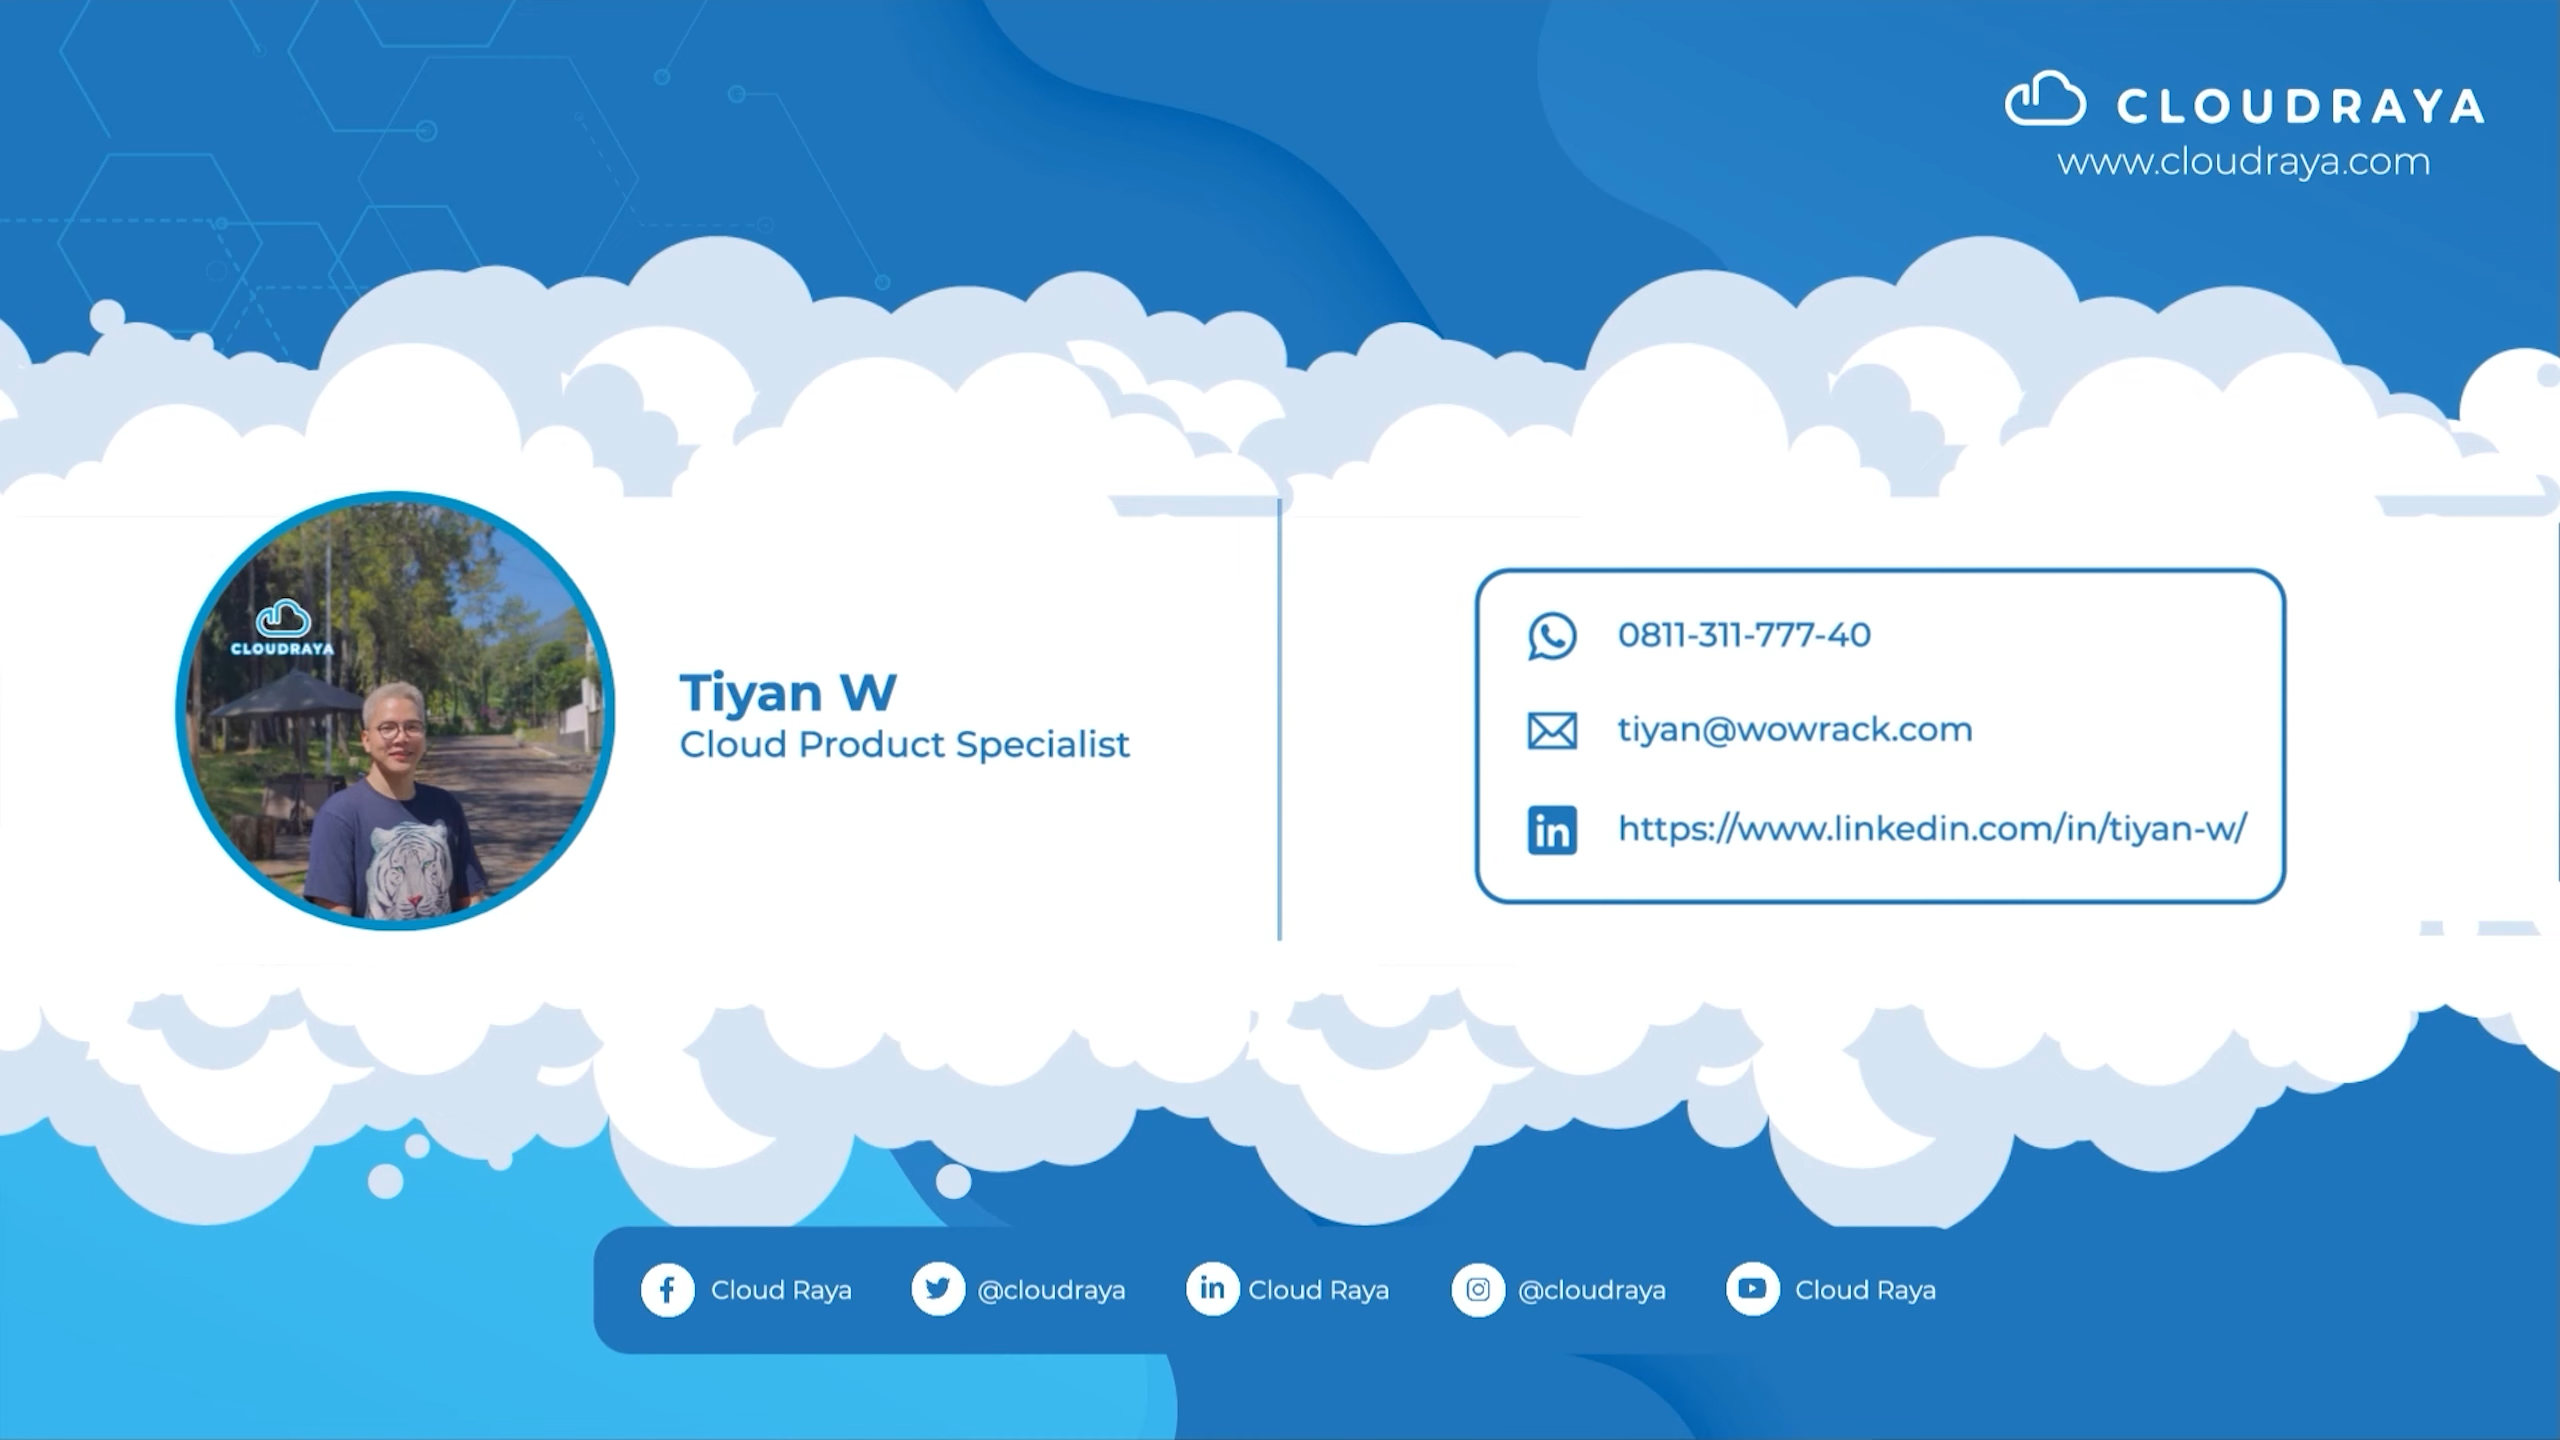 CLOUDRAYA
www.cloudraya.com
CLOUDRAYA
Tiyan W
Cloud Product Specialist
0811-311-777-40
tiyan@wowrack.com
https://www.linkedin.com/in/tiyan-w/
Cloud Raya
@cloudraya
Cloud Raya
@cloudraya
Cloud Raya